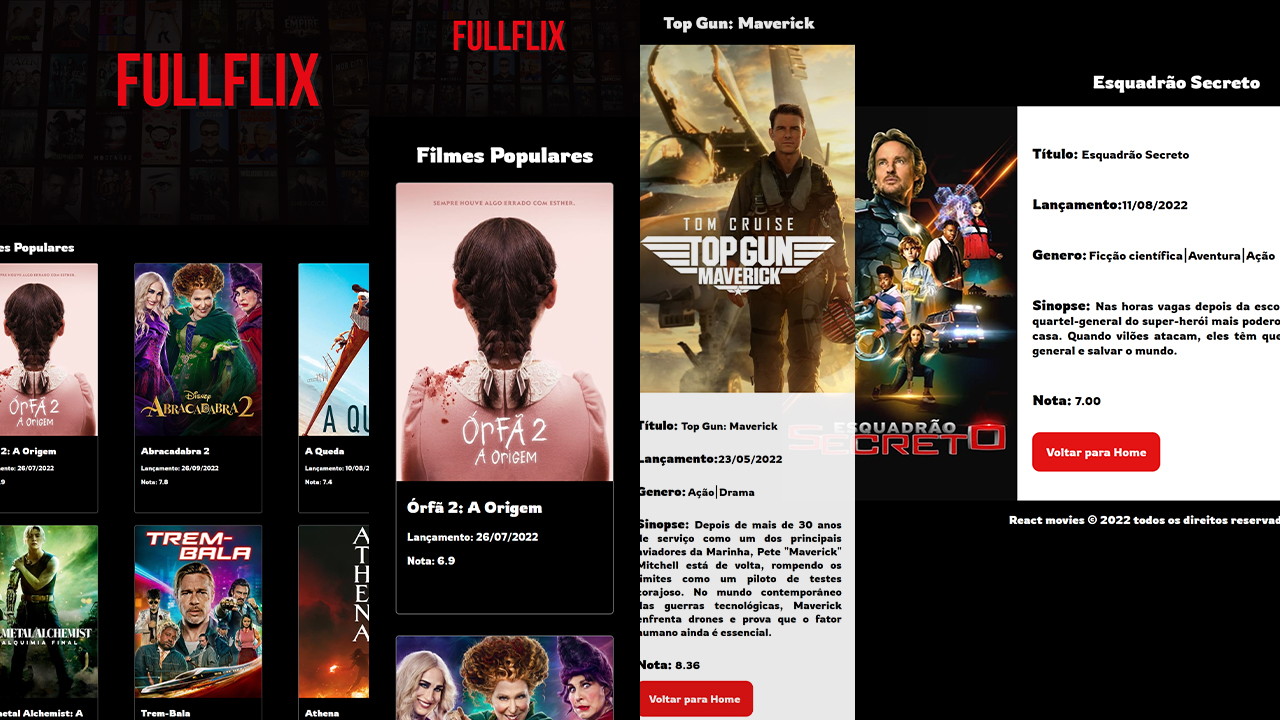 FULLFLIX
es Populares
2: A Origem
ento: 26/07/2022
.9
Disney
ABRACADABRA 2
Abracadabra 2
Lançamento: 26/09/2022
Nota: 7.8
A QU
A Queda
Lançamento: 10/08/2
Nota: 7.4
ÓRFÃ 2
A ORIGEM
METAL ALCHEMIST
ALQUIMIA FINAL
etal Alchemist: A
TREM-
BALA
Trem-Bala
ATHENA
Athena
FULLFLIX
Filmes Populares
SEMPRE HOUVE ALGO ERRADO COM ESTHER.
ÓRFÃ 2
A ORIGEM
Órfã 2: A Origem
Lançamento: 26/07/2022
Nota: 6.9
Top Gun: Maverick
TOM CRUISE
TOP GUN
MAVERICK
Título: Top Gun: Maverick
Lançamento:23/05/2022
Genero: Ação|Drama
Sinopse: Depois de mais de 30 anos
de serviço como um dos principais
aviadores da Marinha, Pete "Maverick"
Mitchell está de volta, rompendo os
limites como um piloto de testes
corajoso. No mundo contemporâneo
das guerras tecnológicas, Maverick
enfrenta drones e prova que o fator
humano ainda é essencial.
Nota: 8.36
Voltar para Home
Esquadrão Secreto
ESQUADRÃO
SECRETO
Título: Esquadrão Secreto
Lançamento:11/08/2022
Genero: Ficção científica|Aventura|Ação
Sinopse: Nas horas vagas depois da esco
quartel-general do super-herói mais podero
casa. Quando vilões atacam, eles têm que
general e salvar o mundo.
Nota: 7.00
Voltar para Home
React movies © 2022 todos os direitos reservad